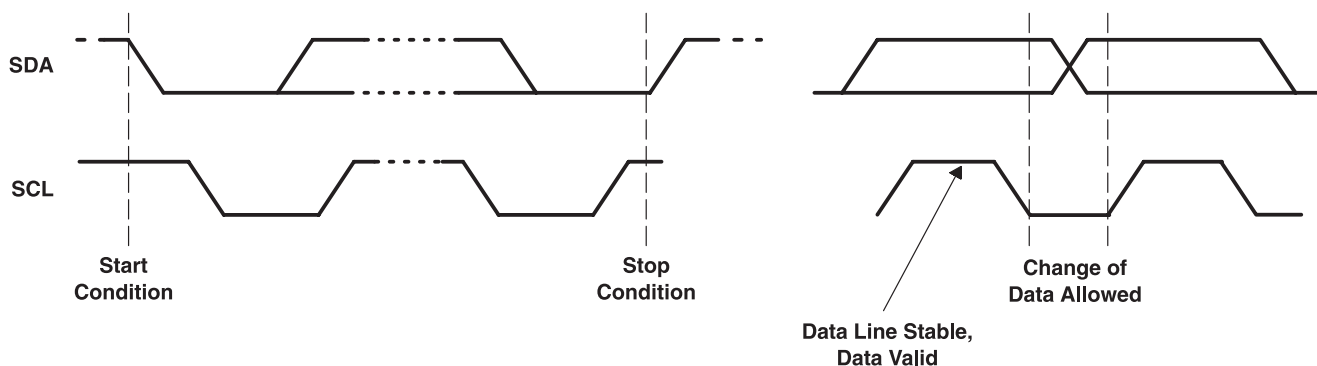 SDA
SCL
Start
Condition
Stop
Condition
Change of
Data Allowed
Data Line Stable,
Data Valid